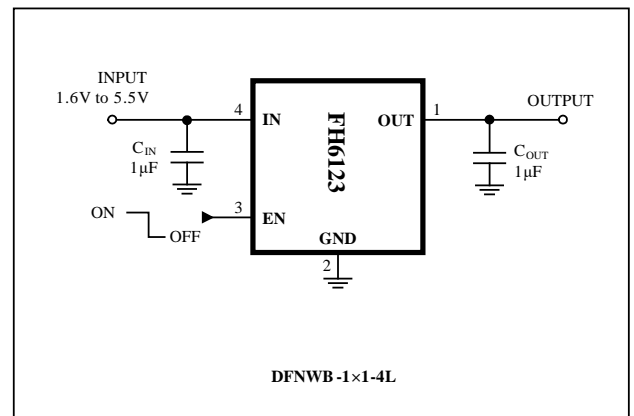 INPUT
1.6V to 5.5V
OUTPUT
4
IN
FH6123
OUT
1
CIN
1µF
COUT
1µF
ON
OFF
3
EN
GND
2
DFNWB-1×1-4L